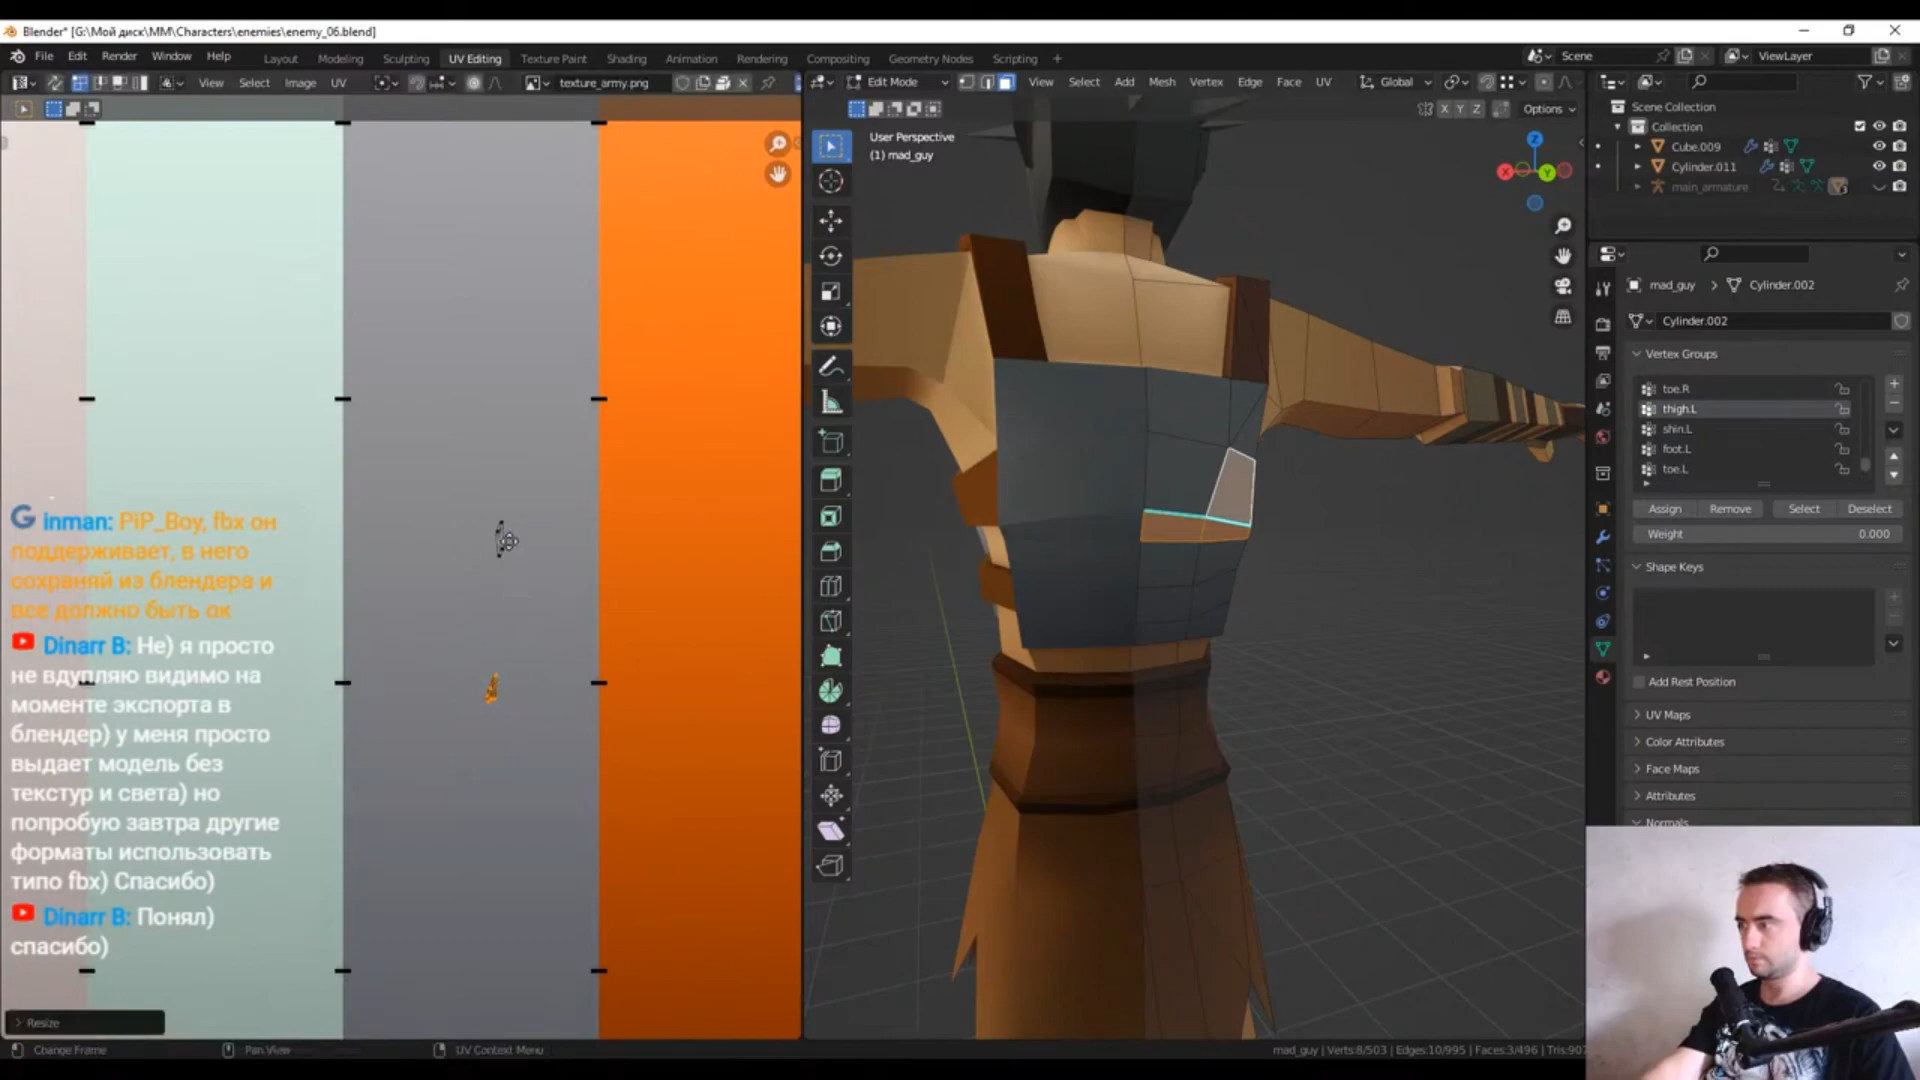 Blender* [G:\Мой диск\MM\Characters\enemies\enemy_06.blend]
File Edit Render Window Help
Layout Modeling Sculpting UV Editing Texture Paint Shading Animation Rendering Compositing Geometry Nodes Scripting +
Scene
ViewLayer
View Select Image UV
texture_army.png
Edit Mode
View Select Add Mesh Vertex Edge Face UV
Global
X Y Z
Options
User Perspective
(1) mad_guy
Z
X
Y
Scene Collection
Collection
Cube.009
Cylinder.011
main_armature
mad_guy > Cylinder.002
Cylinder.002
Vertex Groups
toe.R
thigh.L
shin.L
foot.L
toe.L
Assign Remove Select Deselect
Weight 0.000
Shape Keys
Add Rest Position
UV Maps
Color Attributes
Face Maps
Attributes
Normals
inman: PiP_Boy, fbx он
поддерживает, в него
сохраняй из блендера и
все должно быть ок
Dinarr B: Не) я просто
не вдупляю видимо на
моменте экспорта в
блендер) у меня просто
выдает модель без
текстур и света) но
попробую завтра другие
форматы использовать
типо fbx) Спасибо)
Dinarr B: Понял)
спасибо)
Resize
Change Frame
Pan View
UV Context Menu
mad_guy | Verts:8/503 | Edges:10/995 | Faces:3/496 | Tris:907